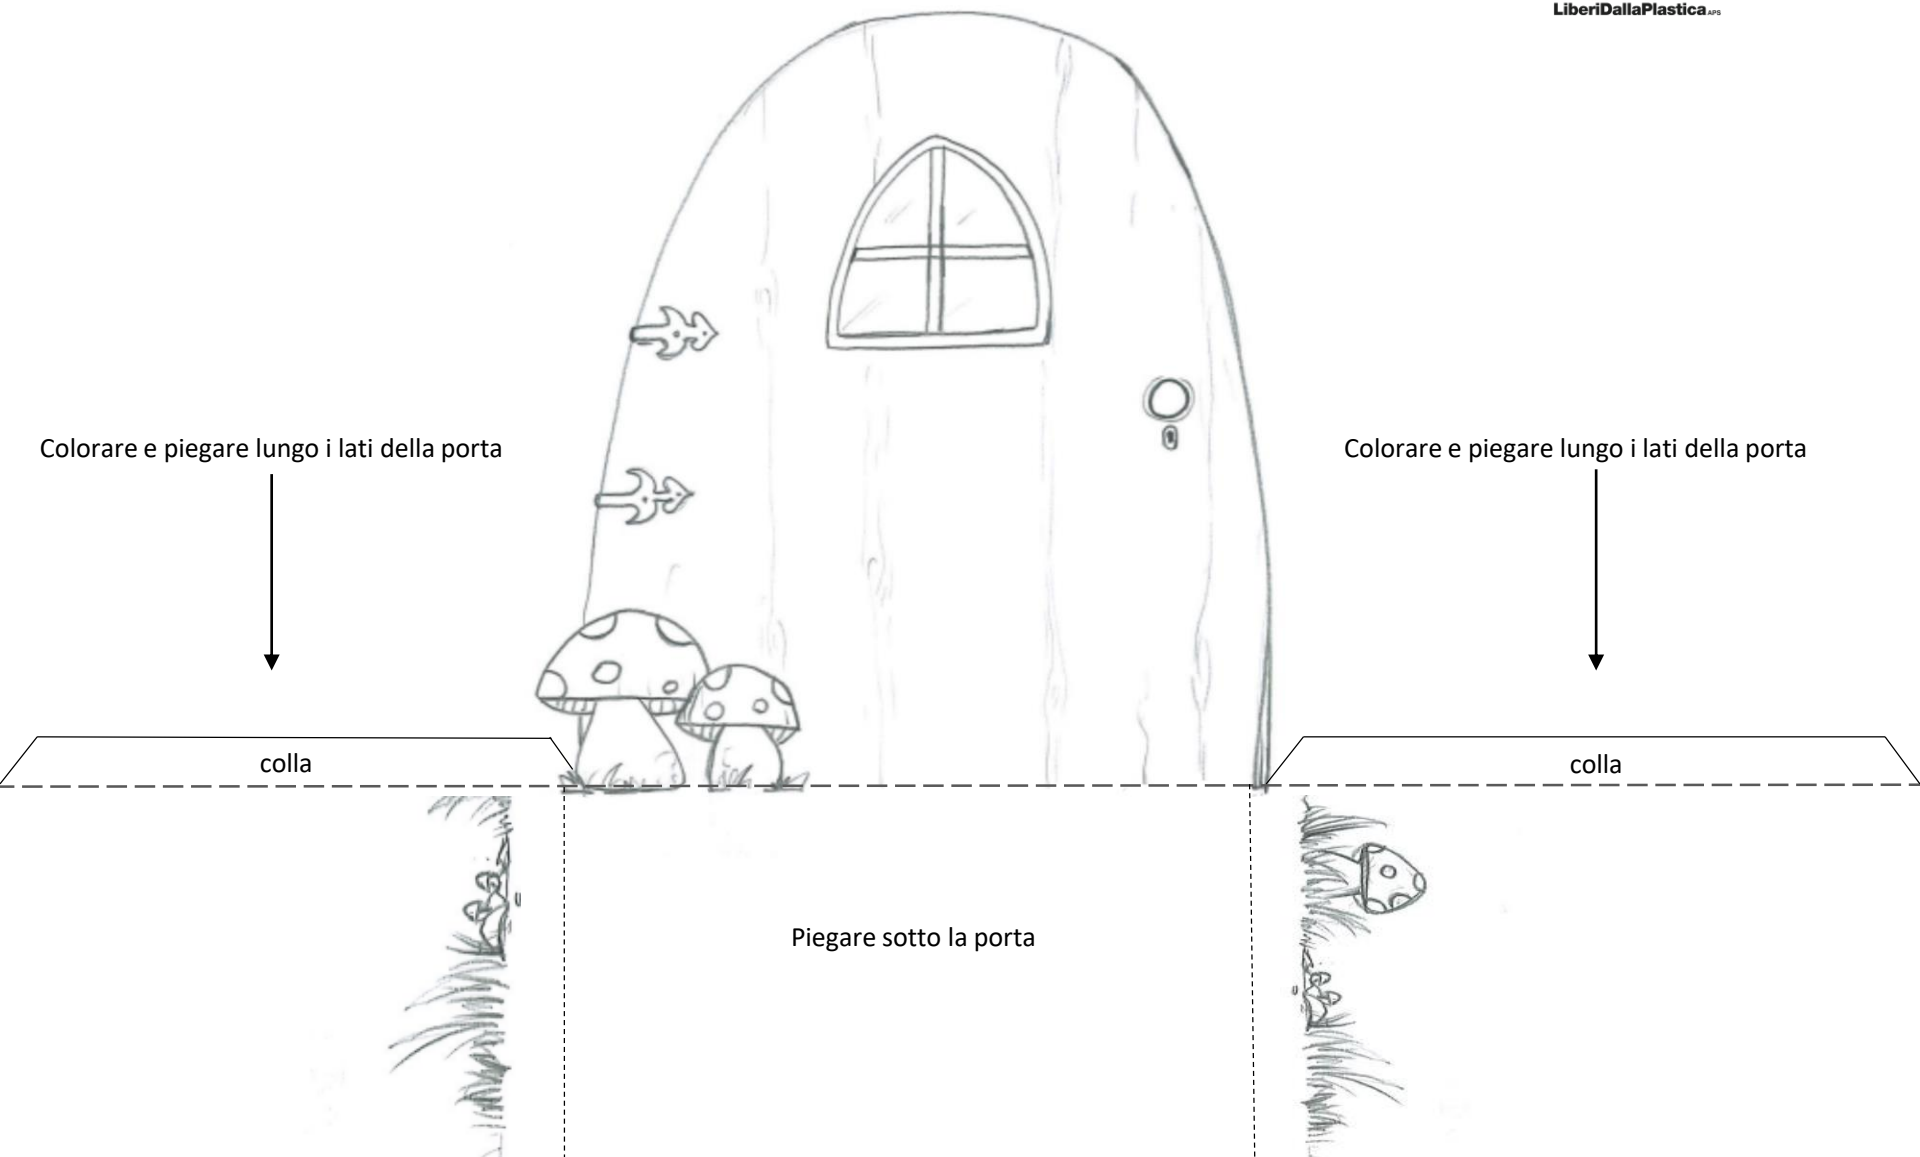 LiberiDallaPlastica APS
Colorare e piegare lungo i lati della porta
Colorare e piegare lungo i lati della porta
colla
colla
Piegare sotto la porta